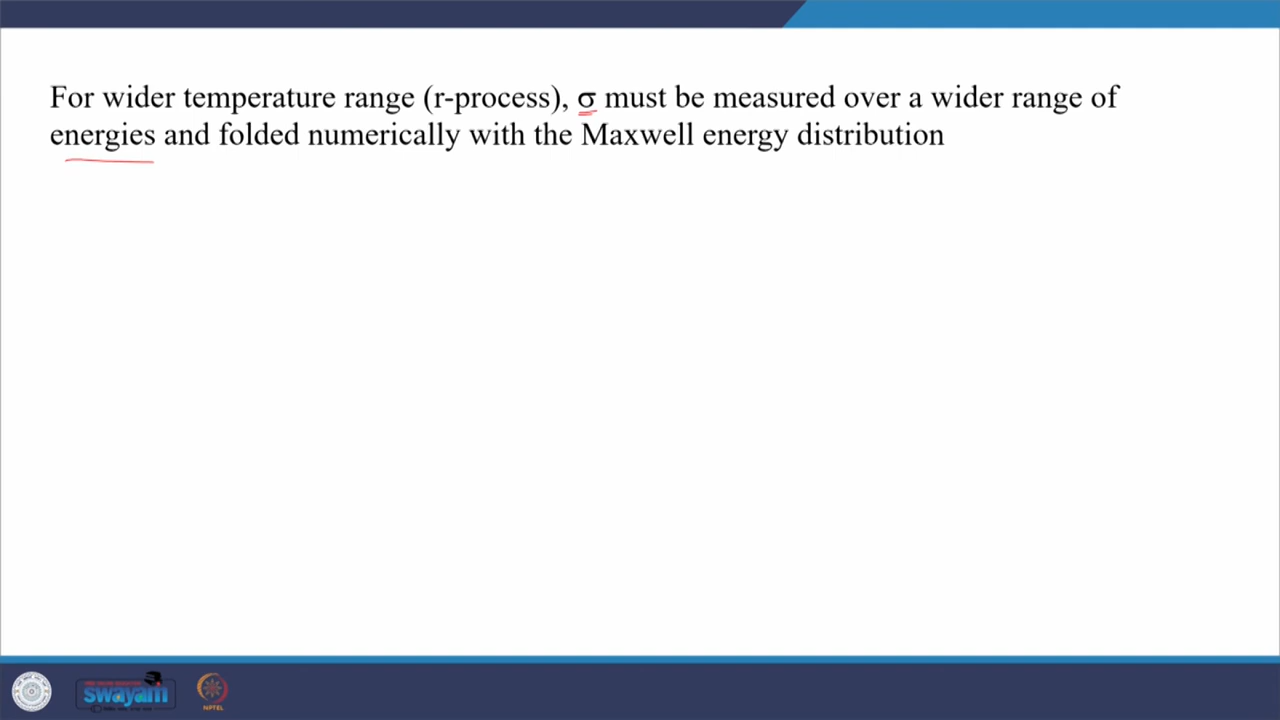 For wider temperature range (r-process), σ must be measured over a wider range of
energies and folded numerically with the Maxwell energy distribution
swayam
NPTEL